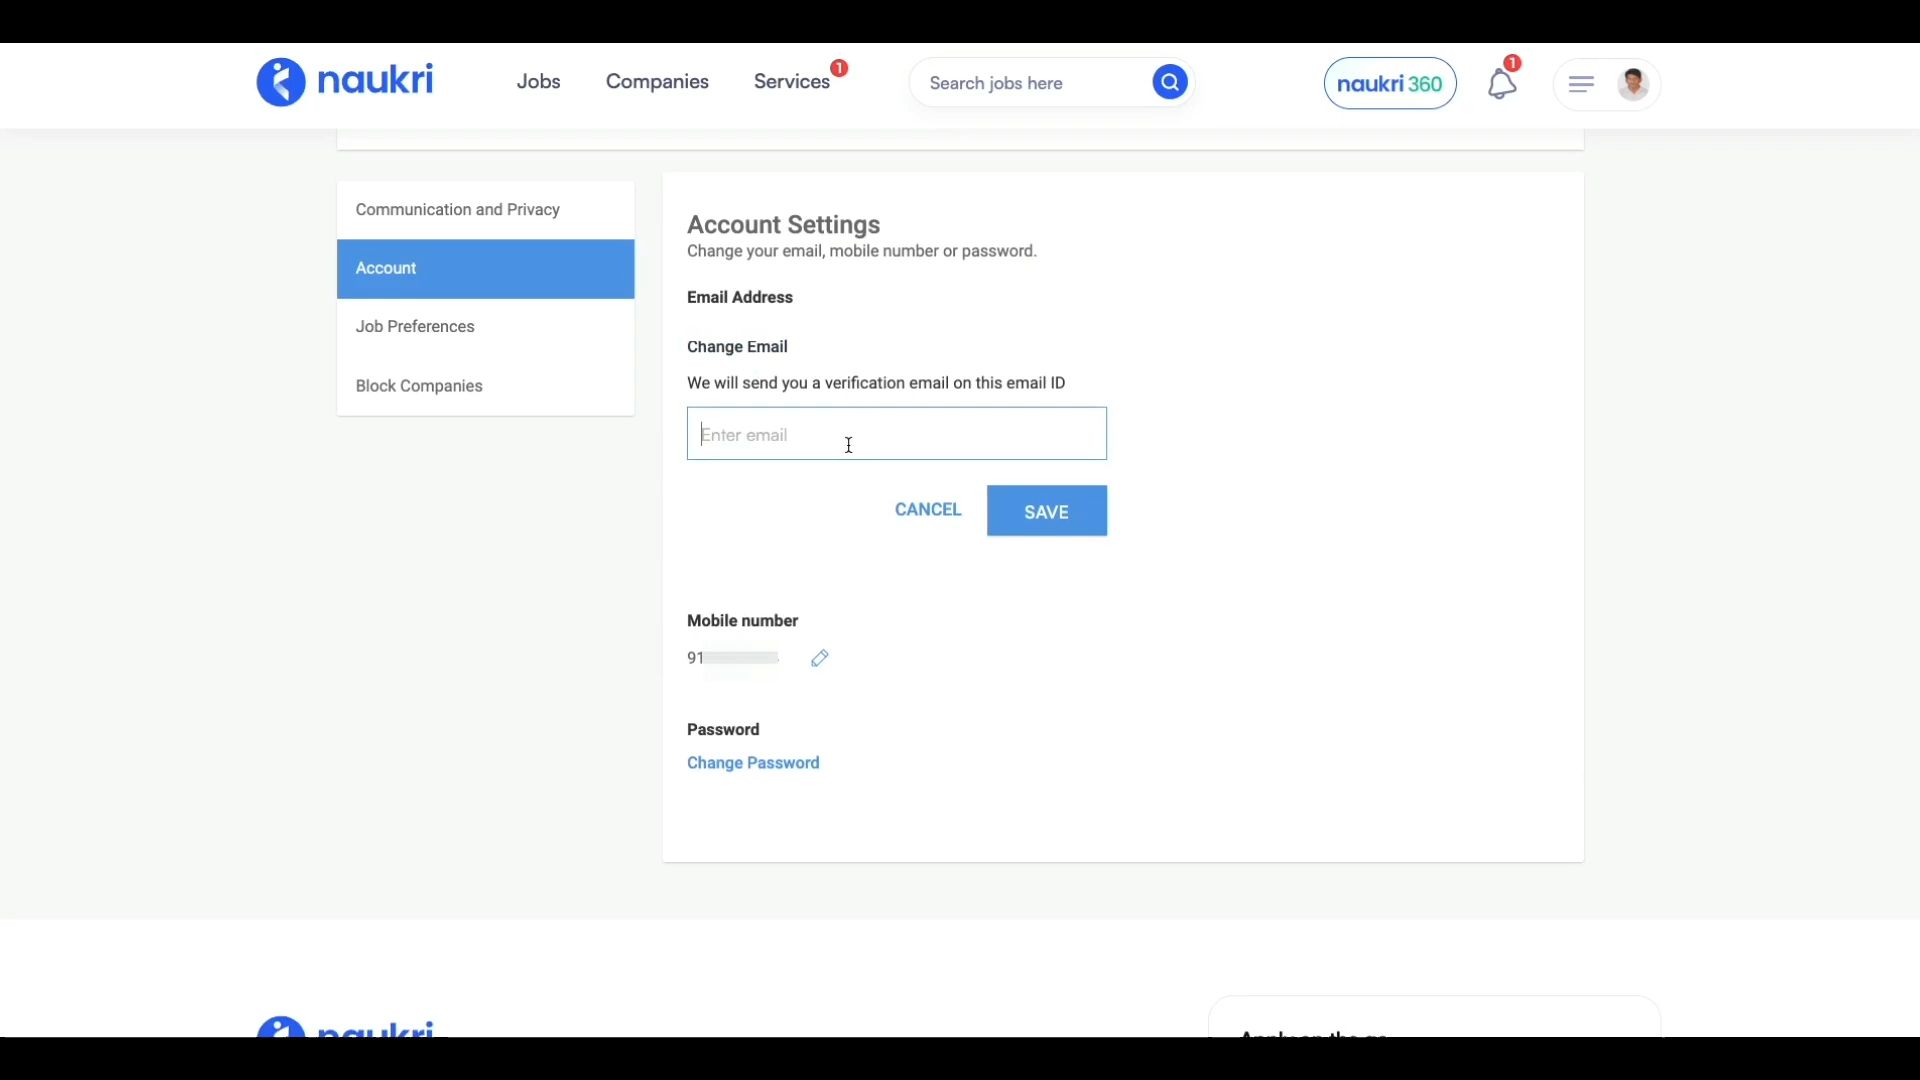 naukri
Jobs
Companies
Services
1
Search jobs here
naukri 360
1
Communication and Privacy
Account
Job Preferences
Block Companies
Account Settings
Change your email, mobile number or password.
Email Address
Change Email
We will send you a verification email on this email ID
Enter email
CANCEL
SAVE
Mobile number
91
Password
Change Password
naukri